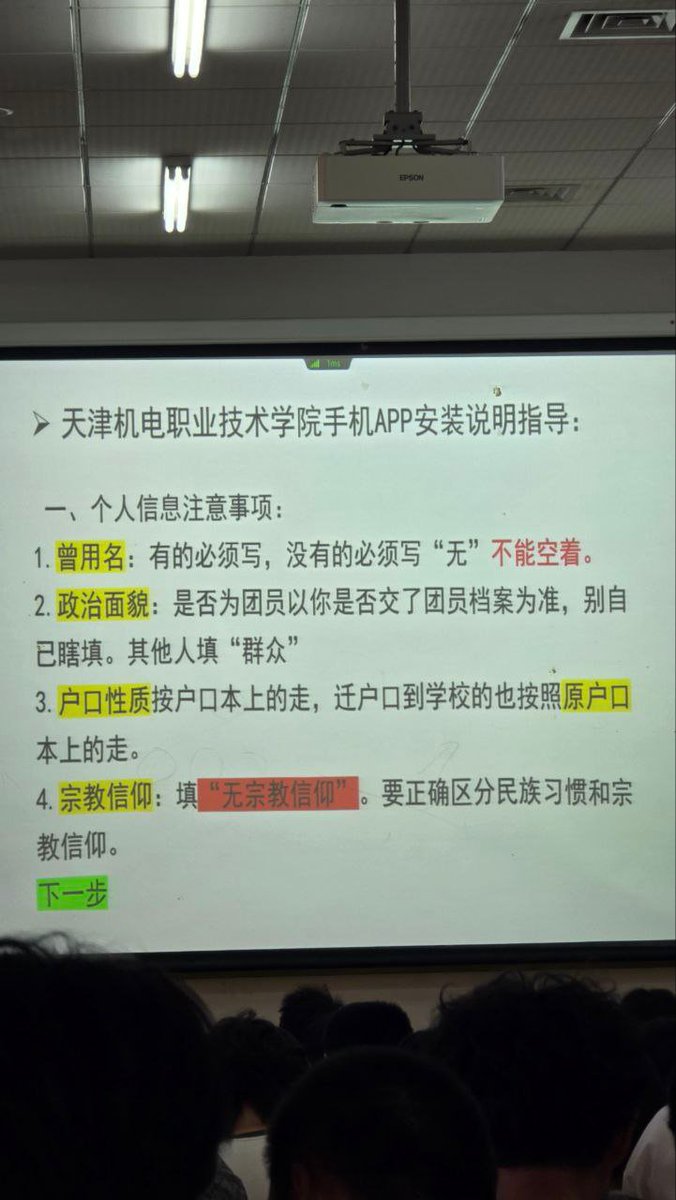 EPSON
1ms
➢ 天津机电职业技术学院手机APP安装说明指导：
一、个人信息注意事项：
1. 曾用名：有的必须写，没有的必须写“无”不能空着。
2. 政治面貌：是否为团员以你是否交了团员档案为准，别自
已瞎填。其他人填“群众”
3. 户口性质按户口本上的走，迁户口到学校的也按照原户口
本上的走。
4. 宗教信仰：填“无宗教信仰”。要正确区分民族习惯和宗
教信仰。
下一步